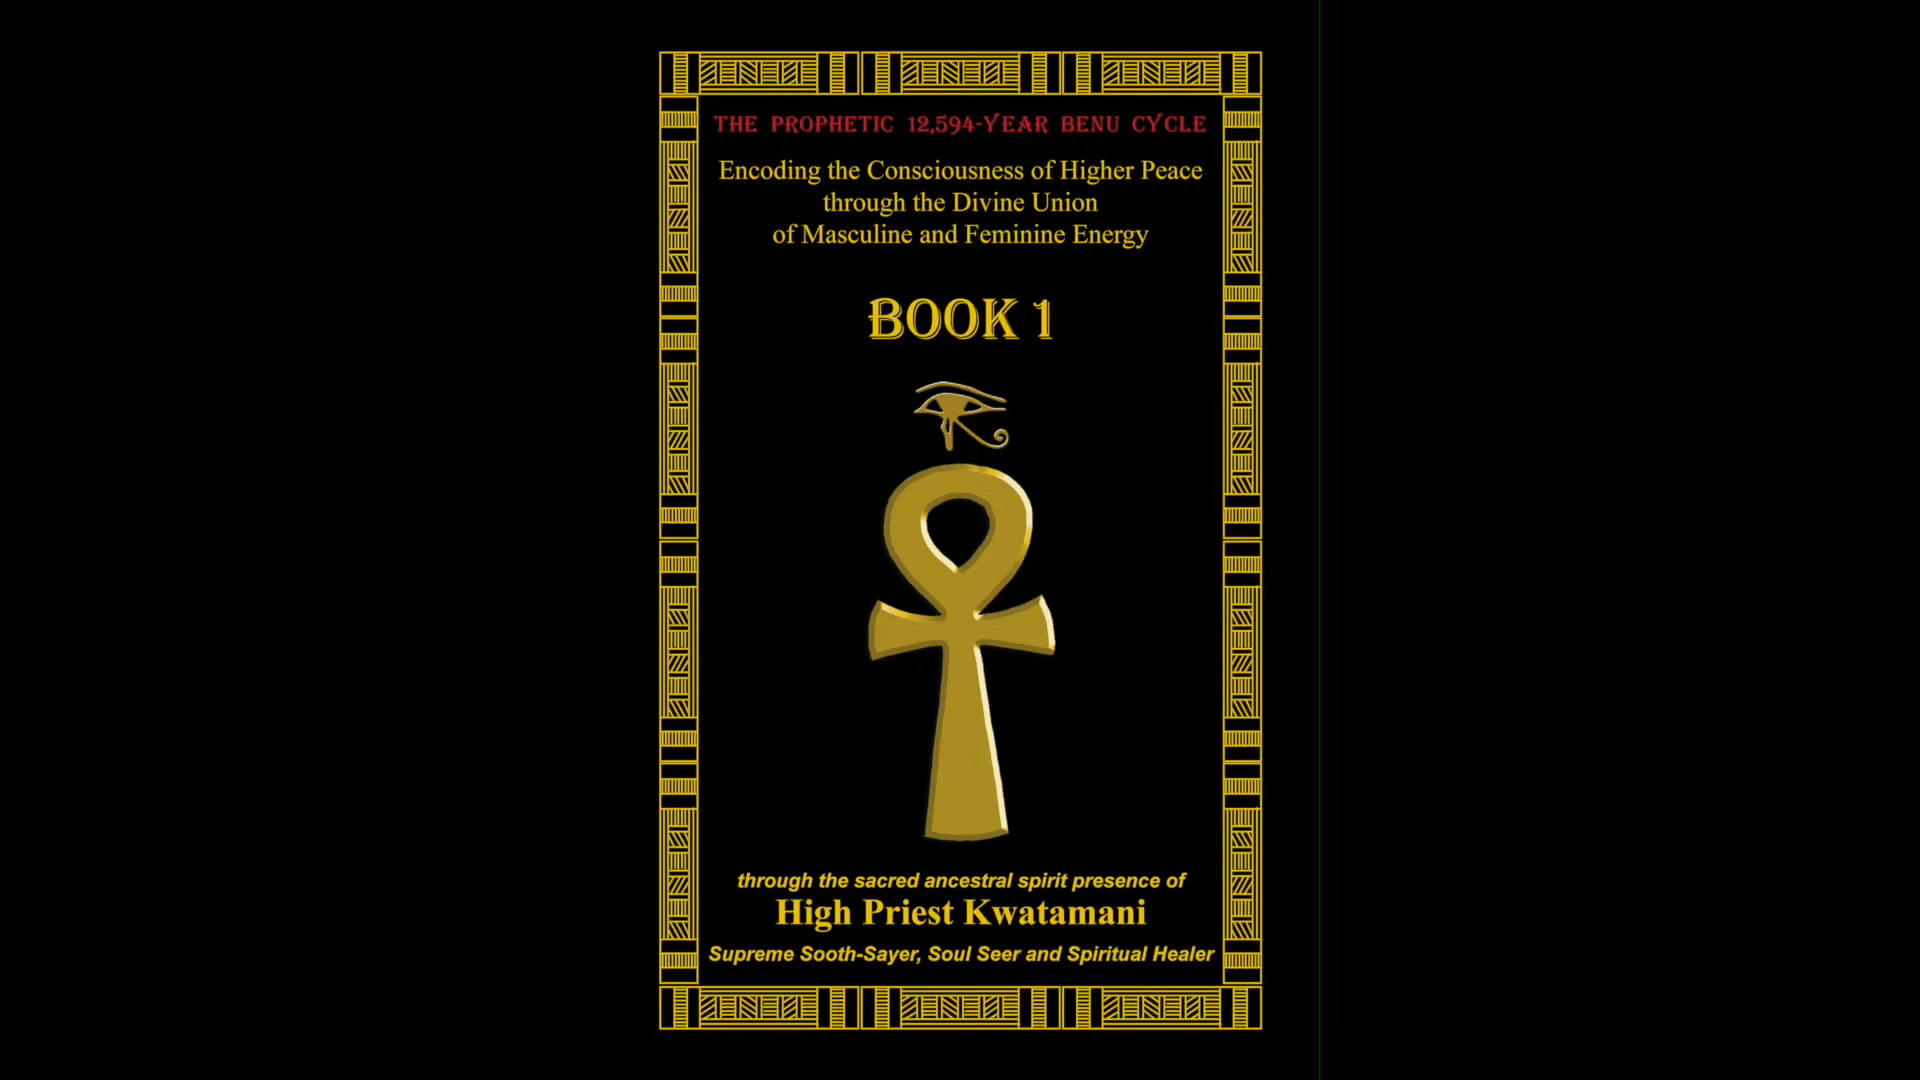 THE PROPHETIC 12,594-YEAR BENU CYCLE
Encoding the Consciousness of Higher Peace
through the Divine Union
of Masculine and Feminine Energy
BOOK 1
through the sacred ancestral spirit presence of
High Priest Kwatamani
Supreme Sooth-Sayer, Soul Seer and Spiritual Healer